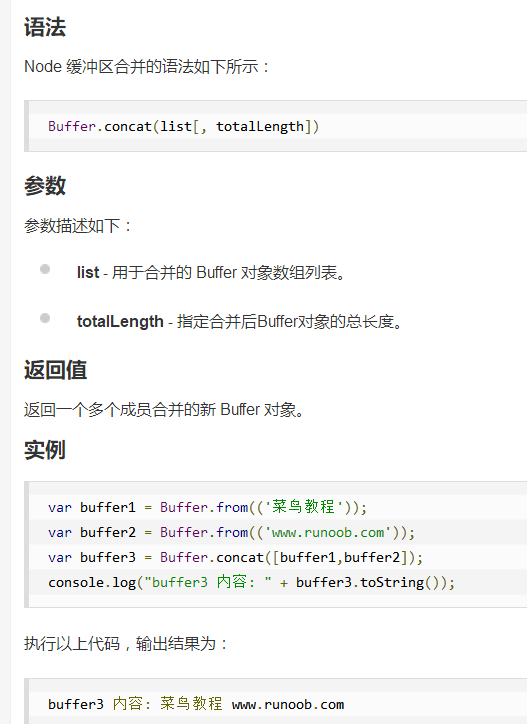 语法
Node 缓冲区合并的语法如下所示：
Buffer.concat(list[, totalLength])
参数
参数描述如下：
list - 用于合并的 Buffer 对象数组列表。
totalLength - 指定合并后Buffer对象的总长度。
返回值
返回一个多个成员合并的新 Buffer 对象。
实例
var buffer1 = Buffer.from(('菜鸟教程'));
var buffer2 = Buffer.from(('www.runoob.com'));
var buffer3 = Buffer.concat([buffer1,buffer2]);
console.log("buffer3 内容: " + buffer3.toString());
执行以上代码，输出结果为：
buffer3 内容: 菜鸟教程 www.runoob.com